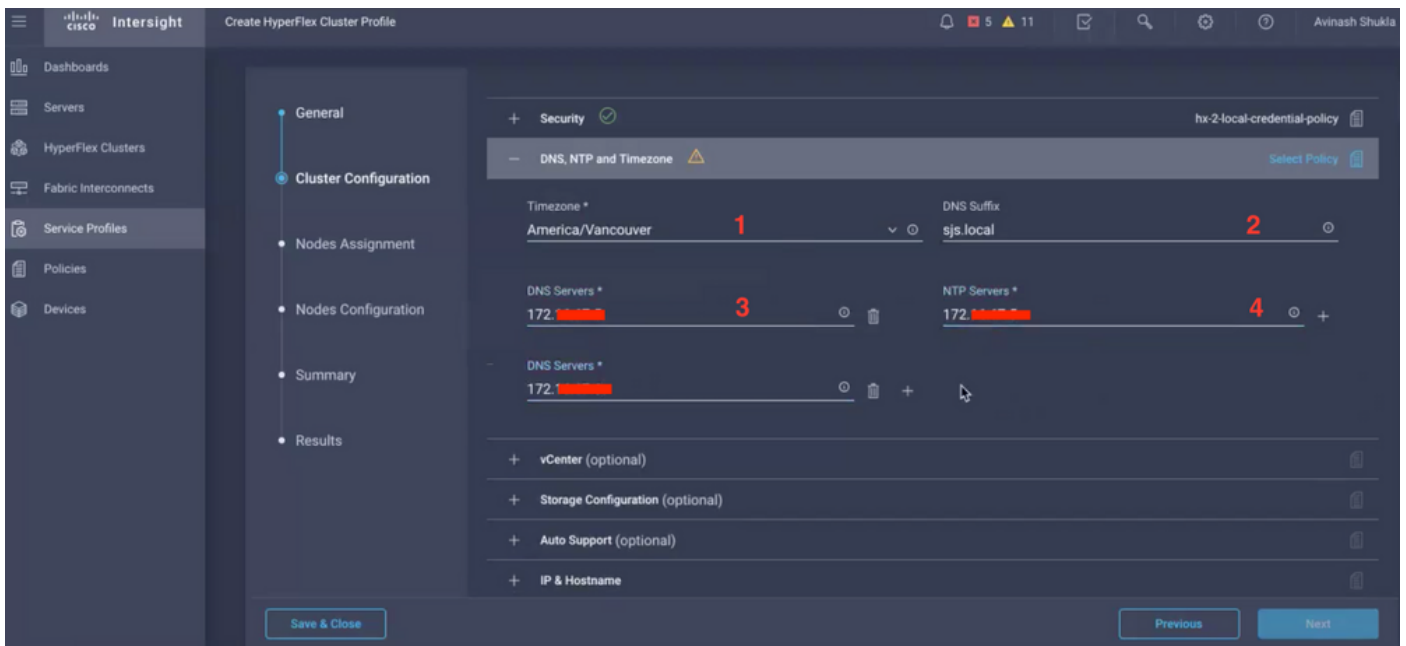 cisco Intersight Create HyperFlex Cluster Profile 5 11 Avinash Shukla
Dashboards
Servers
HyperFlex Clusters
Fabric Interconnects
Service Profiles
Policies
Devices
General
Cluster Configuration
Nodes Assignment
Nodes Configuration
Summary
Results
+ Security hx-2-local-credential-policy
− DNS, NTP and Timezone Select Policy
Timezone * DNS Suffix
America/Vancouver 1 sjs.local 2
DNS Servers * NTP Servers *
172. 3 172. 4 +
DNS Servers *
172.1 +
+ vCenter (optional)
+ Storage Configuration (optional)
+ Auto Support (optional)
+ IP & Hostname
Save & Close Previous Next